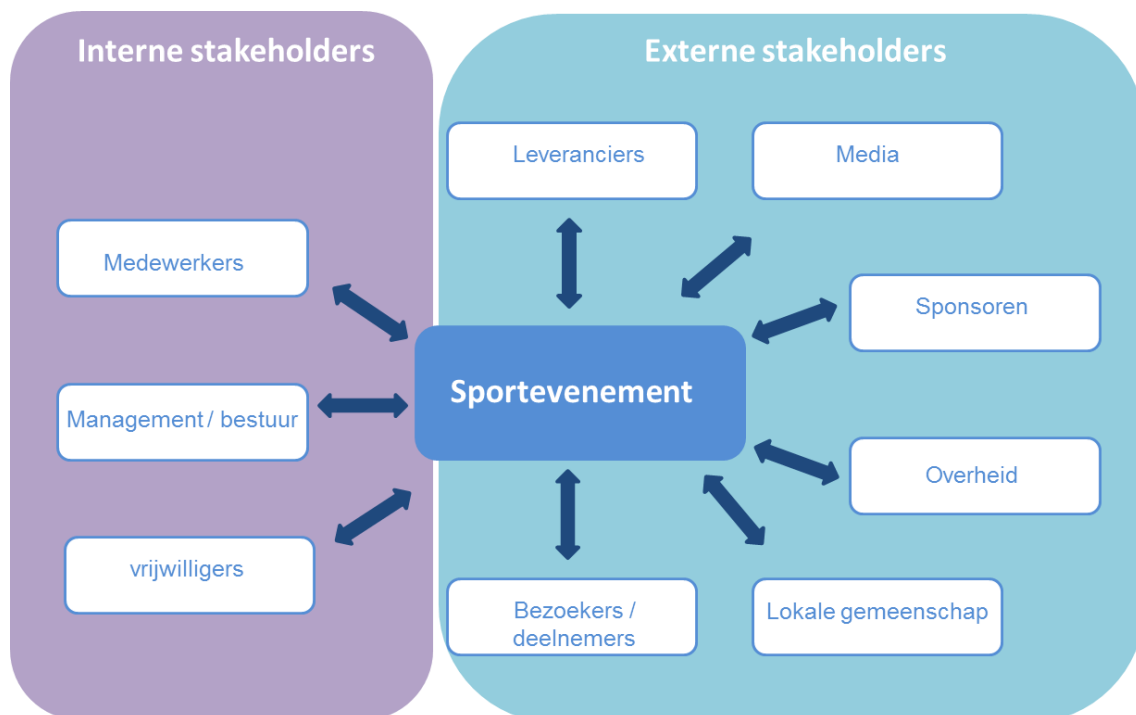 Interne stakeholders
Externe stakeholders
Leveranciers
Media
Medewerkers
Sponsoren
Sportevenement
Management / bestuur
Overheid
vrijwilligers
Bezoekers /
deelnemers
Lokale gemeenschap